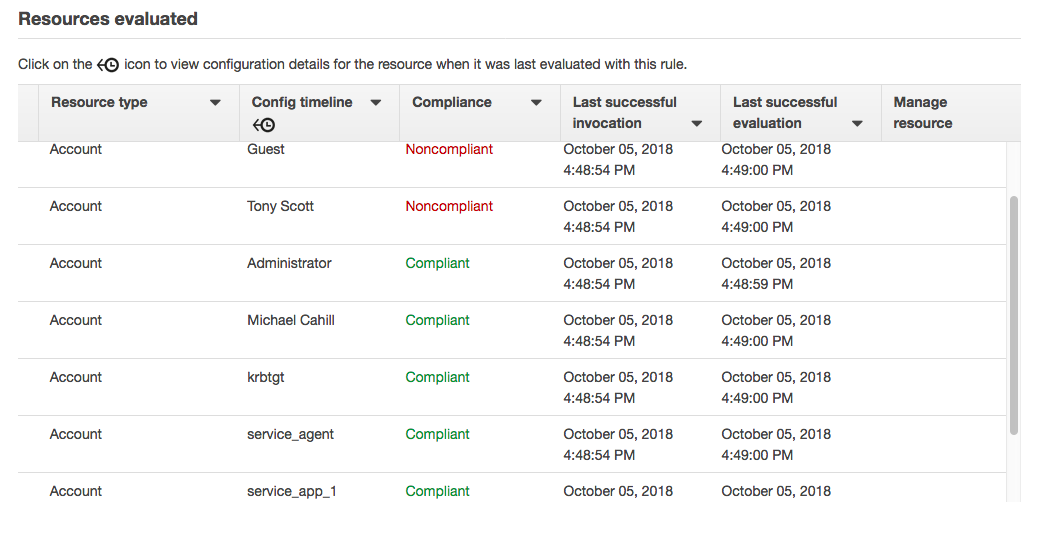 Resources evaluated
Click on the icon to view configuration details for the resource when it was last evaluated with this rule.
Resource type Config timeline Compliance Last successful invocation Last successful evaluation Manage resource
Account Guest Noncompliant October 05, 2018 October 05, 2018
4:48:54 PM 4:49:00 PM
Account Tony Scott Noncompliant October 05, 2018 October 05, 2018
4:48:54 PM 4:49:00 PM
Account Administrator Compliant October 05, 2018 October 05, 2018
4:48:54 PM 4:48:59 PM
Account Michael Cahill Compliant October 05, 2018 October 05, 2018
4:48:54 PM 4:49:00 PM
Account krbtgt Compliant October 05, 2018 October 05, 2018
4:48:54 PM 4:49:00 PM
Account service_agent Compliant October 05, 2018 October 05, 2018
4:48:54 PM 4:49:00 PM
Account service_app_1 Compliant October 05, 2018 October 05, 2018